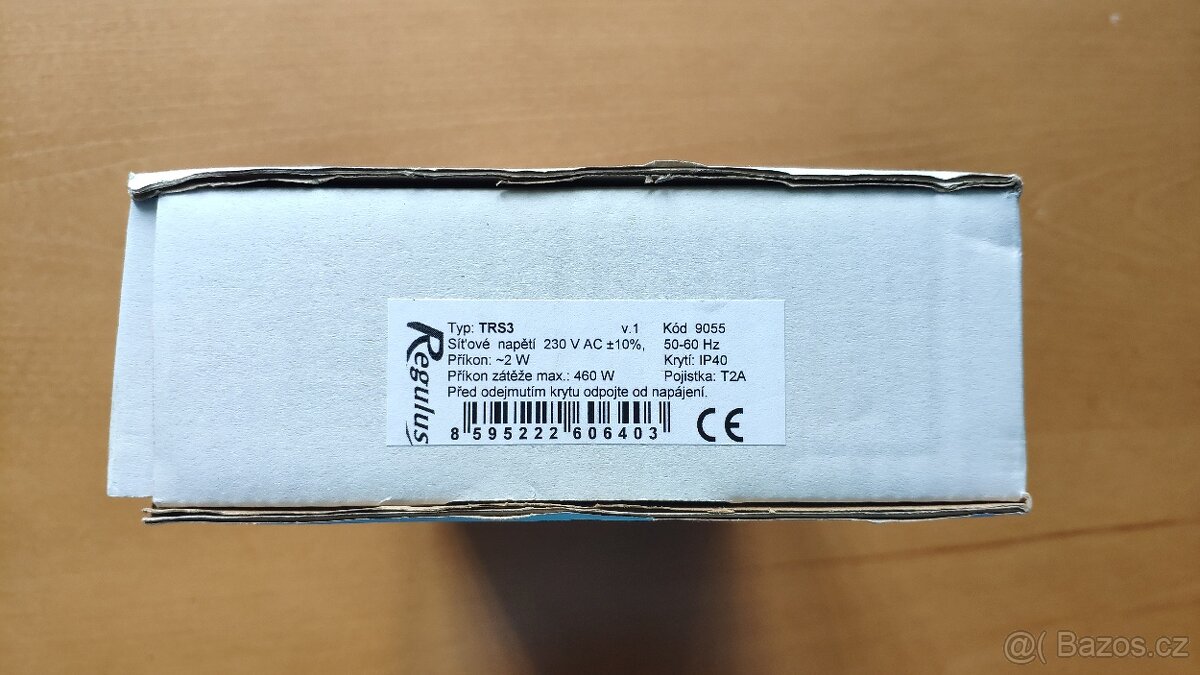 Regulus
Typ: TRS3 v.1 Kód 9055
Síťové napětí 230 V AC ±10%, 50-60 Hz
Příkon: ~2 W Krytí: IP40
Příkon zátěže max.: 460 W Pojistka: T2A
Před odejmutím krytu odpojte od napájení.
8 595222 606403 CE
@( Bazos.cz